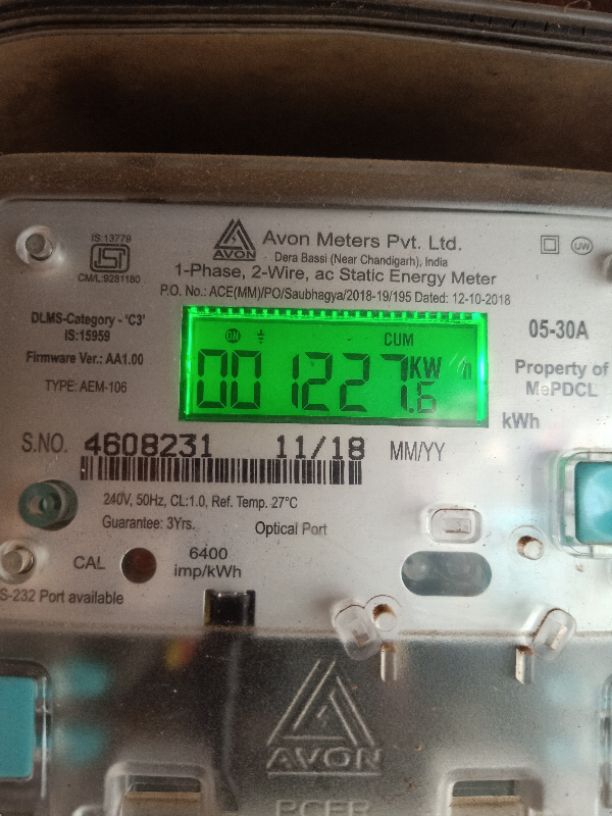 IS:13779
ISI
CM/L:9281180
AVON
Avon Meters Pvt. Ltd.
Dera Bassi (Near Chandigarh), India
UW
1-Phase, 2-Wire, ac Static Energy Meter
P.O. No.: ACE(MM)/PO/Saubhagya/2018-19/195 Dated: 12-10-2018
DLMS-Category - 'C3'
IS:15959
Firmware Ver.: AA1.00
TYPE: AEM-106
CUM
001227.6 KW h
05-30A
Property of
MePDCL
kWh
S.NO. 4608231 11/18 MM/YY
240V, 50Hz, CL:1.0, Ref. Temp. 27°C
Guarantee: 3Yrs.
Optical Port
CAL
6400
imp/kWh
S-232 Port available
AVON